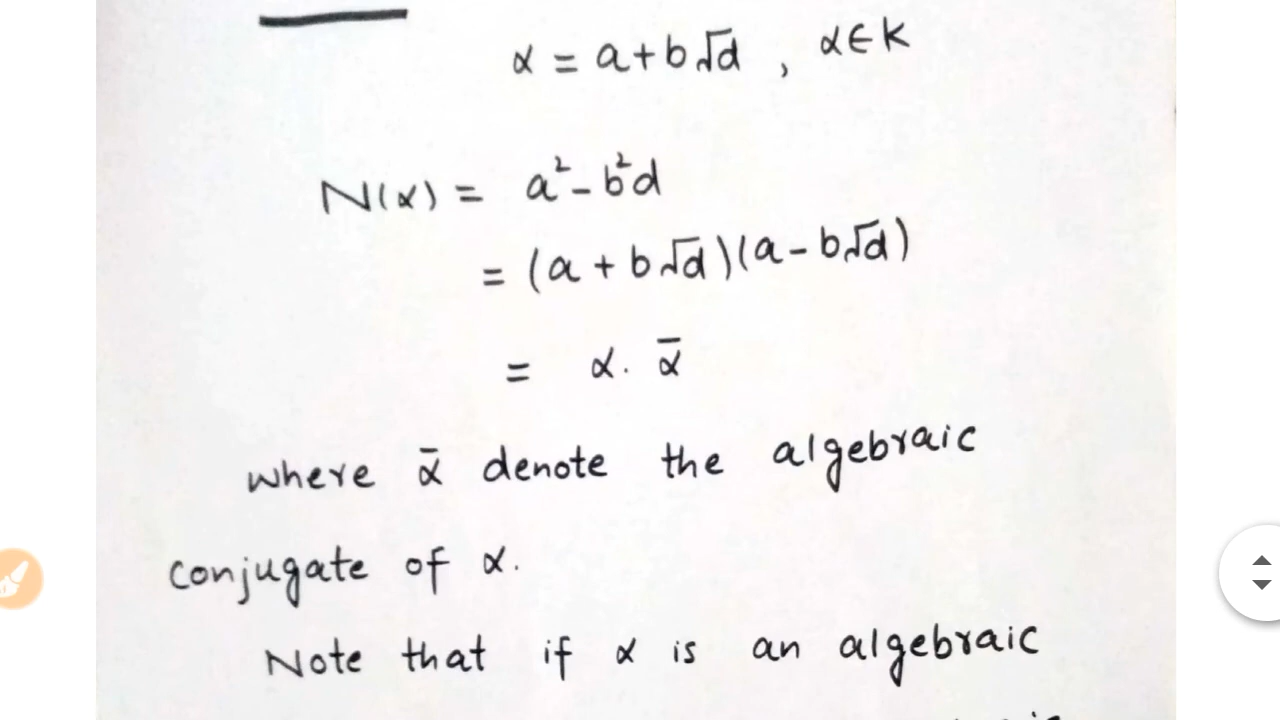 α = a+b√d , α∈K
N(α) = a²-b²d
= (a + b√d)(a - b√d)
= α. ᾱ
where ᾱ denote the algebraic
conjugate of α.
Note that if α is an algebraic